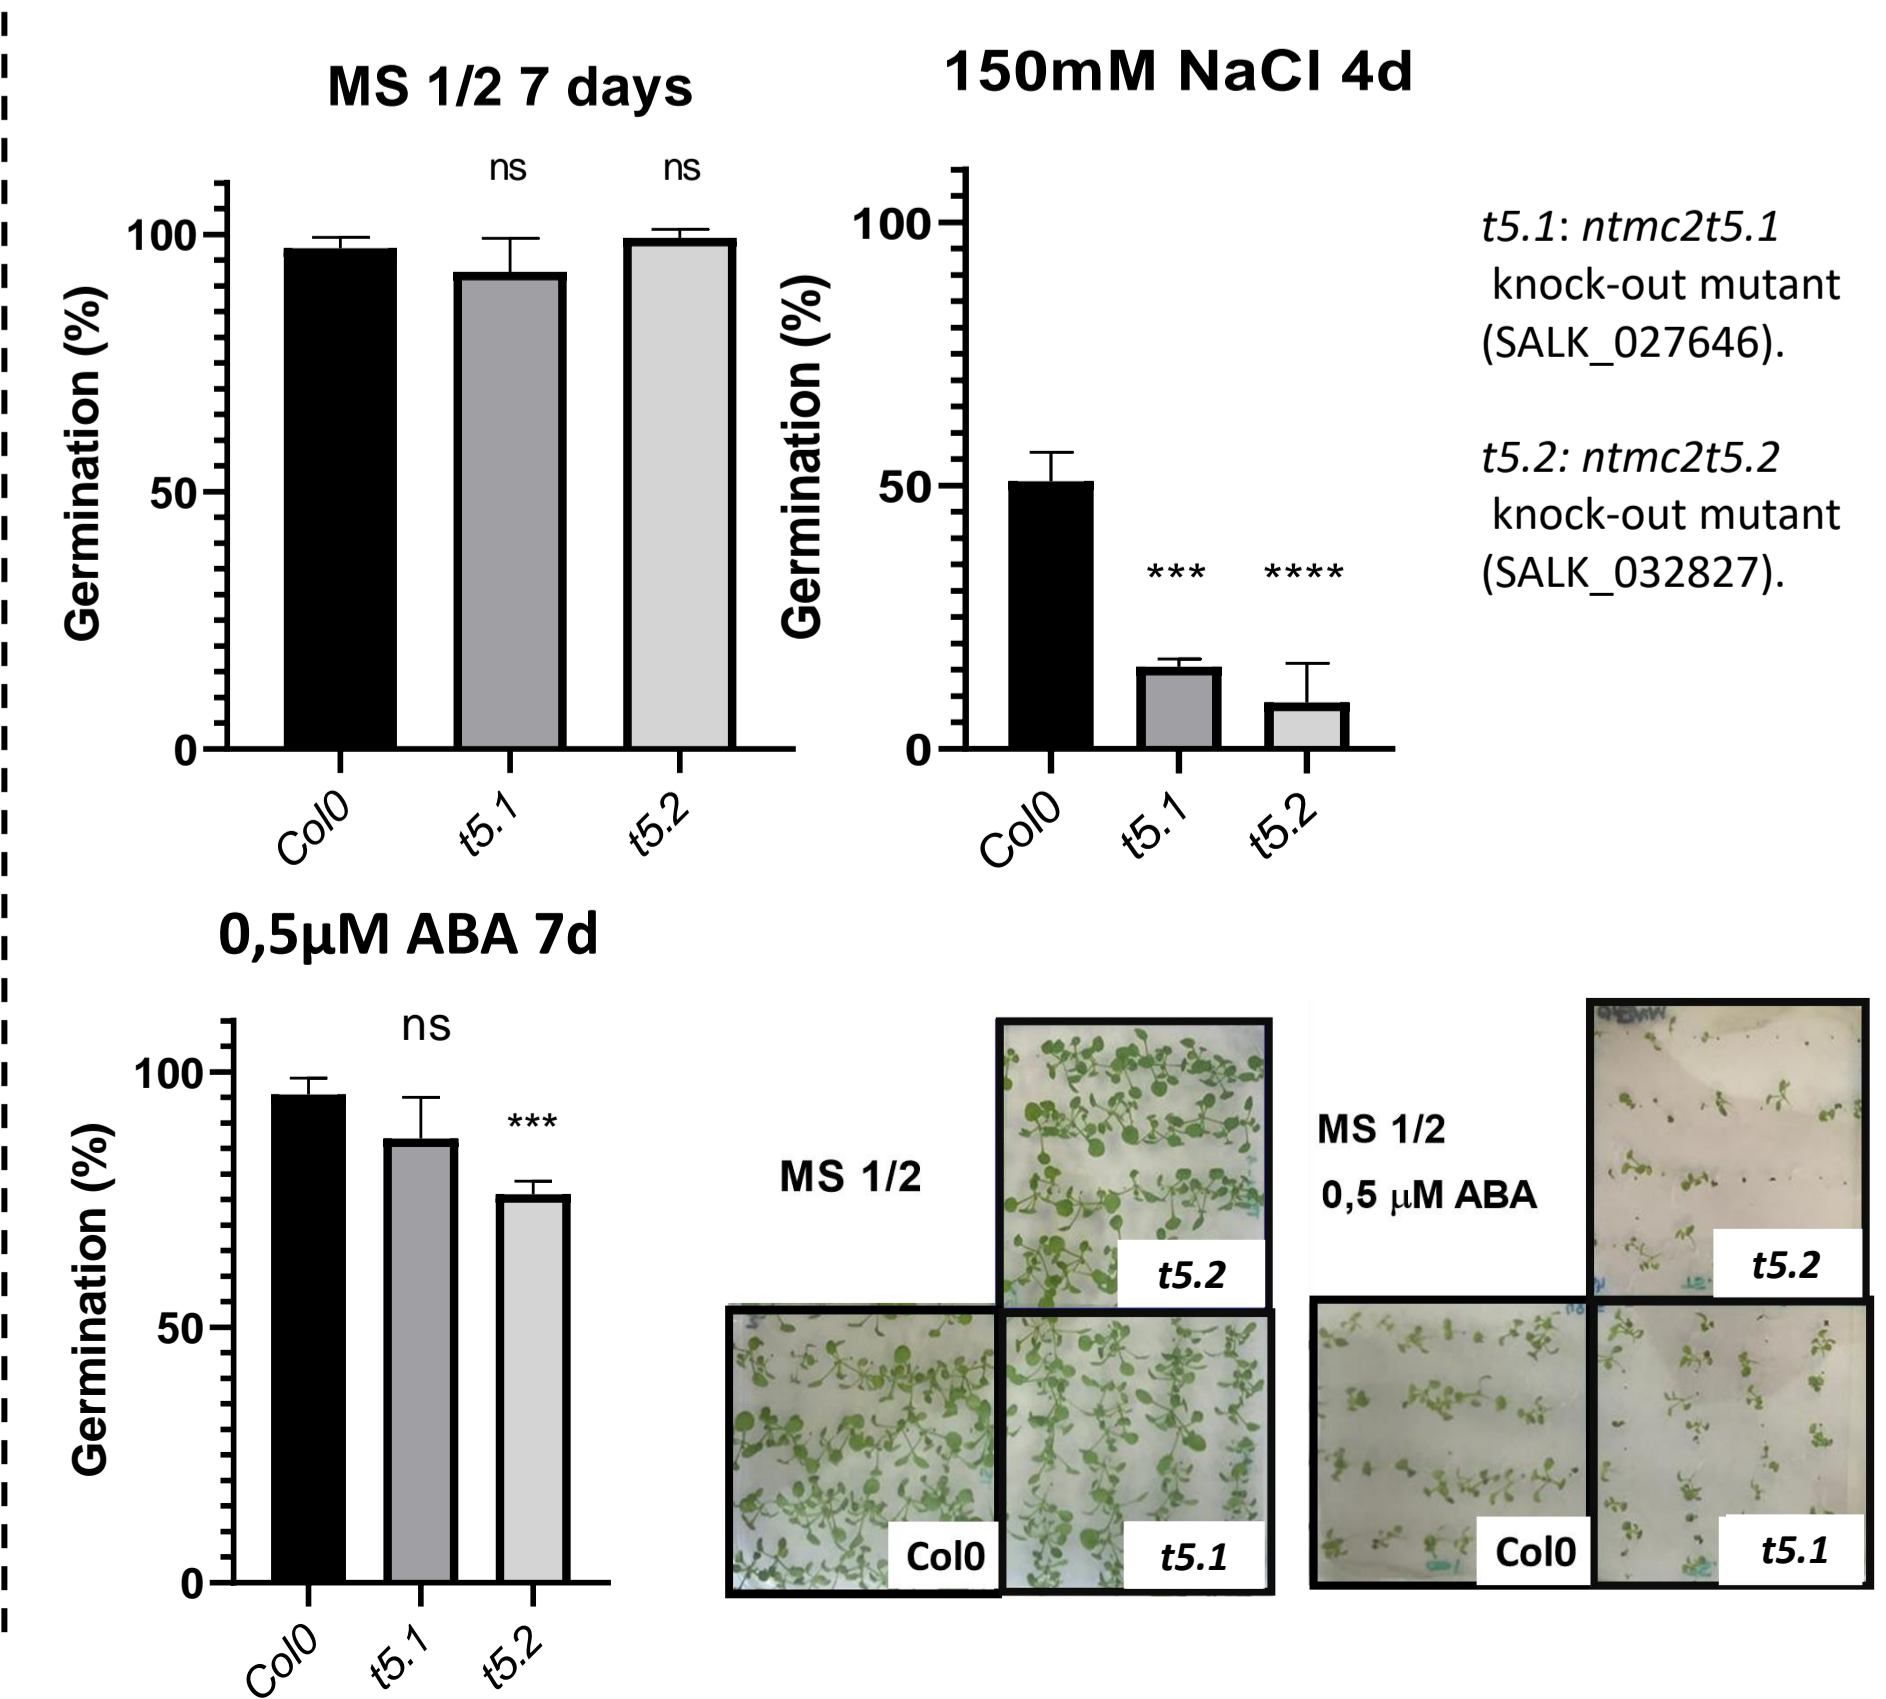 MS 1/2 7 days
ns
ns
100
50
0
Germination (%)
Col0
t5.1
t5.2
150mM NaCl 4d
100
50
0
Germination (%)
***
****
Col0
t5.1
t5.2
t5.1: ntmc2t5.1
knock-out mutant
(SALK_027646).
t5.2: ntmc2t5.2
knock-out mutant
(SALK_032827).
0,5µM ABA 7d
ns
***
100
50
0
Germination (%)
Col0
t5.1
t5.2
MS 1/2
t5.2
Col0
t5.1
MS 1/2
0,5 µM ABA
t5.2
Col0
t5.1